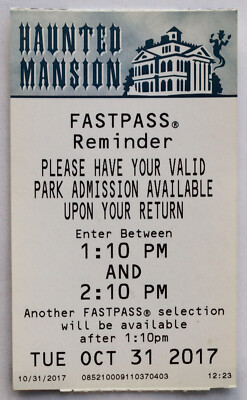 HAUNTED
MANSION
FASTPASS®
Reminder
PLEASE HAVE YOUR VALID
PARK ADMISSION AVAILABLE
UPON YOUR RETURN
Enter Between
1:10 PM
AND
2:10 PM
Another FASTPASS® selection
will be available
after 1:10pm
TUE OCT 31 2017
10/31/2017 085210009110370403 12:23